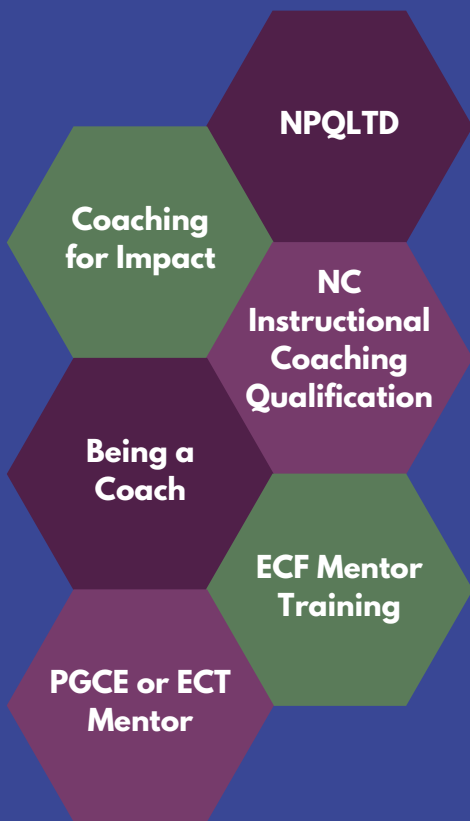 NPQLTD
Coaching
for Impact
NC
Instructional
Coaching
Qualification
Being a
Coach
ECF Mentor
Training
PGCE or ECT
Mentor